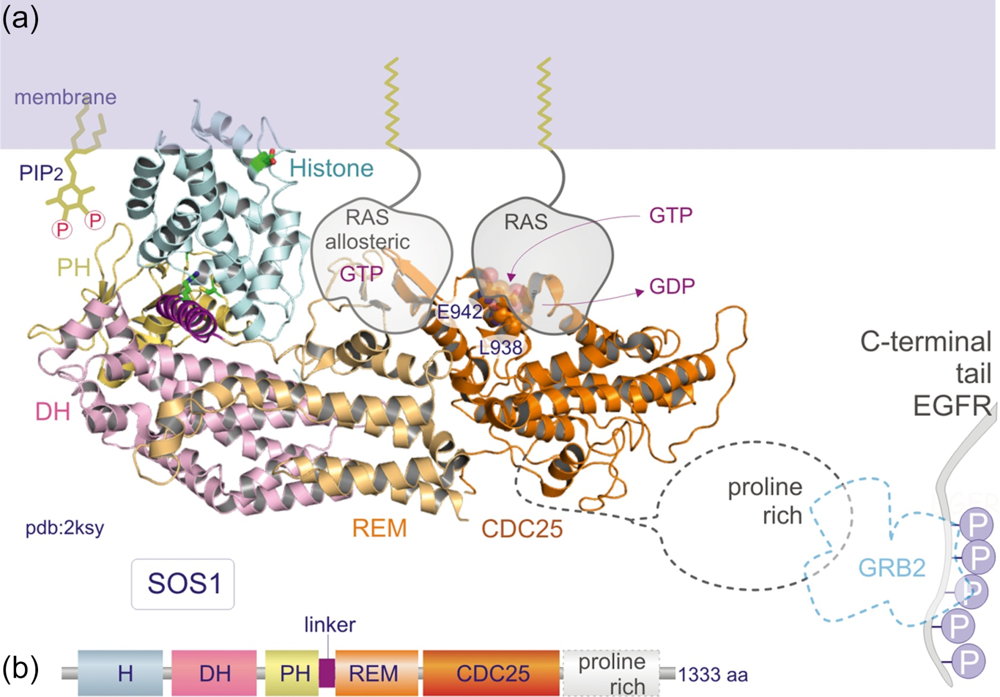 (a)
membrane
PIP2
P
P
Histone
PH
RAS
allosteric
GTP
RAS
GTP
GDP
E942
L938
DH
C-terminal
tail
EGFR
proline
rich
GRB2
P
P
P
P
P
pdb:2ksy
REM
CDC25
SOS1
linker
(b)
H
DH
PH
REM
CDC25
proline
rich
1333 aa